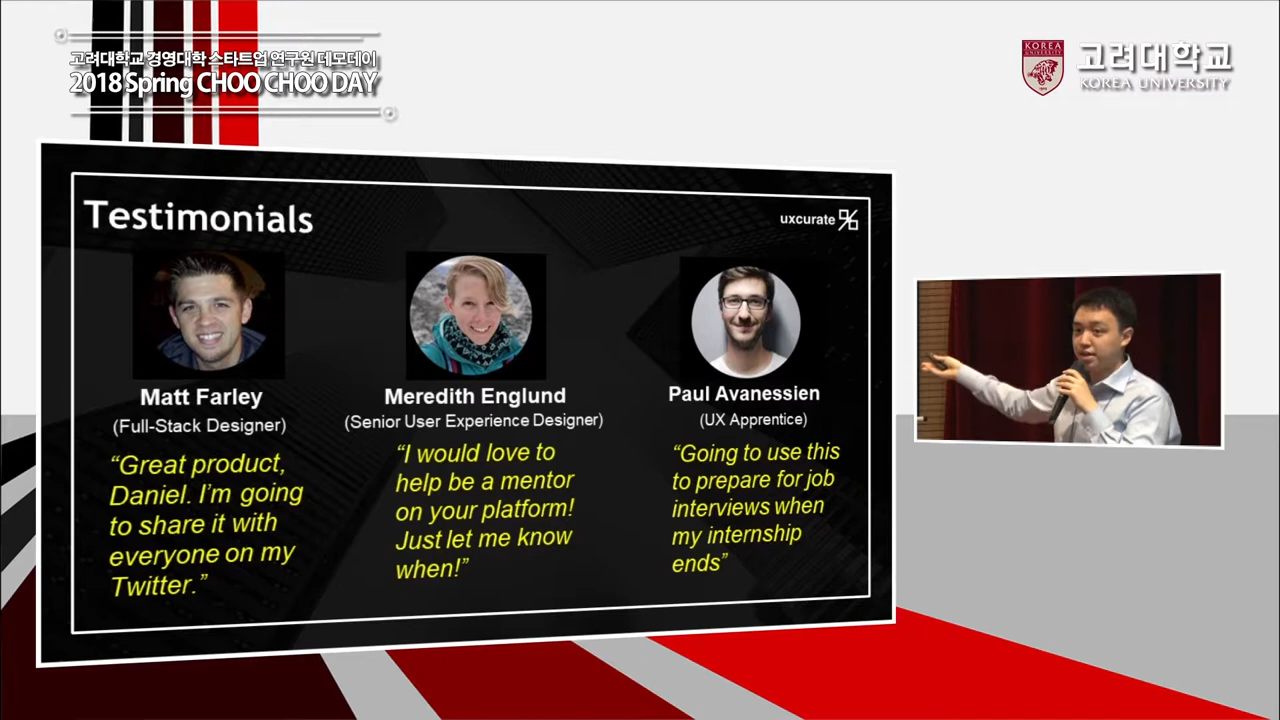 고려대학교 경영대학 스타트업 연구원 데모데이
2018 Spring CHOO CHOO DAY
KOREA
UNIVERSITY
고려대학교
KOREA UNIVERSITY
Testimonials
uxcurate
Matt Farley
(Full-Stack Designer)
“Great product,
Daniel. I’m going
to share it with
everyone on my
Twitter.”
Meredith Englund
(Senior User Experience Designer)
“I would love to
help be a mentor
on your platform!
Just let me know
when!”
Paul Avanessien
(UX Apprentice)
“Going to use this
to prepare for job
interviews when
my internship
ends”